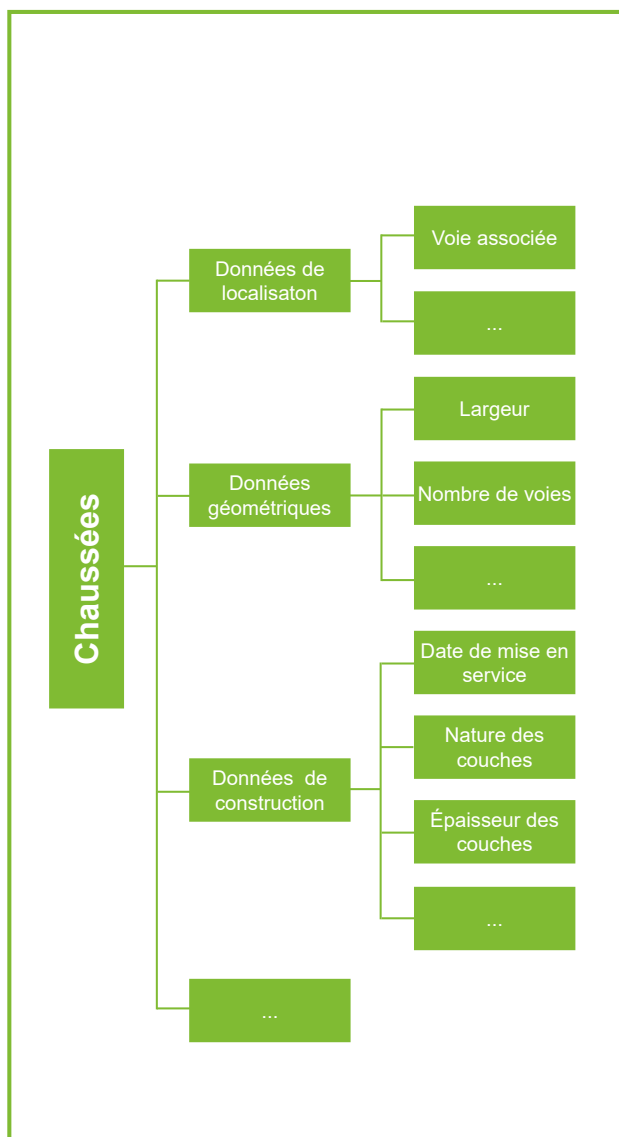 Chaussées
Données de
localisaton
Voie associée
...
Données
géométriques
Largeur
Nombre de voies
...
Données  de
construction
Date de mise en
service
Nature des
couches
Épaisseur des
couches
...
...